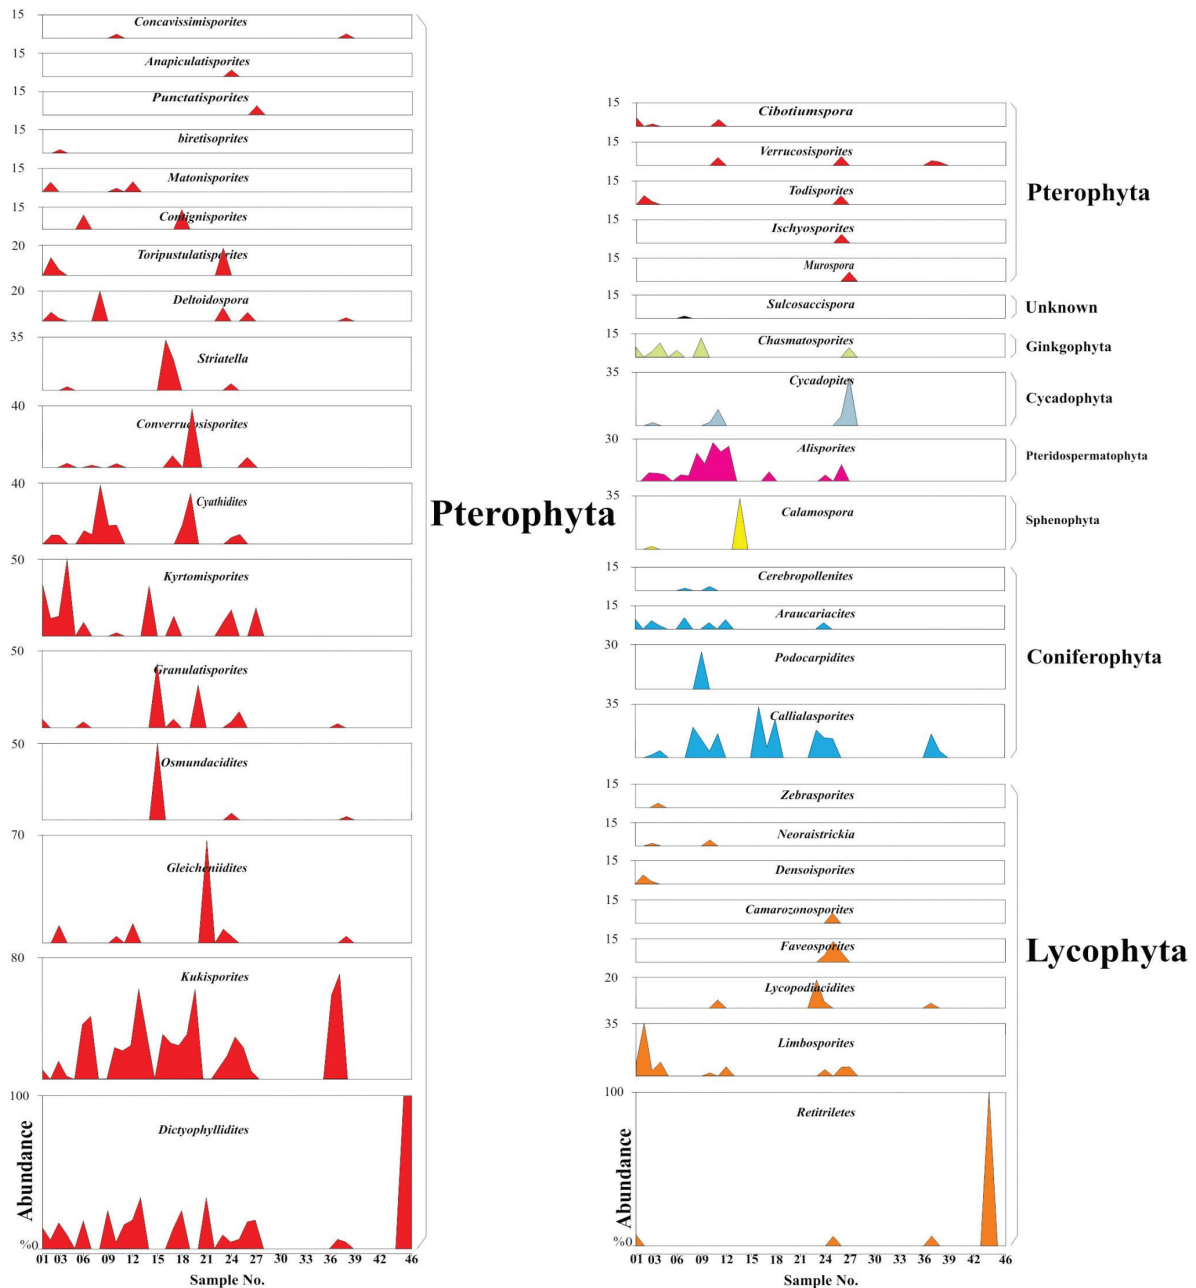 15
Concavissimisporites
15
Anapiculatisporites
15
Punctatisporites
15
biretisoprites
15
Matonisporites
15
Contignisporites
20
Toripustulatisporites
20
Deltoidospora
35
Striatella
40
Converrucosisporites
40
Cyathidites
50
Kyrtomisporites
50
Granulatisporites
50
Osmundacidites
70
Gleicheniidites
80
Kukisporites
100
Dictyophyllidites
Abundance
%0
01 03 06 09 12 15 18 21 24 27 30 33 36 39 42 46
Sample No.
Pterophyta
15
Cibotiumspora
15
Verrucosisporites
15
Todisporites
15
Ischyosporites
15
Murospora
Pterophyta
15
Sulcosaccispora
Unknown
15
Chasmatosporites
Ginkgophyta
35
Cycadopites
Cycadophyta
30
Alisporites
Pteridospermatophyta
35
Calamospora
Sphenophyta
15
Cerebropollenites
15
Araucariacites
30
Podocarpidites
35
Callialasporites
Coniferophyta
15
Zebrasporites
15
Neoraistrickia
15
Densoisporites
15
Camarozonosporites
15
Faveosporites
20
Lycopodiacidites
35
Limbosporites
100
Retitriletes
Lycophyta
Abundance
%0
01 03 06 09 12 15 18 21 24 27 30 33 36 39 42 46
Sample No.